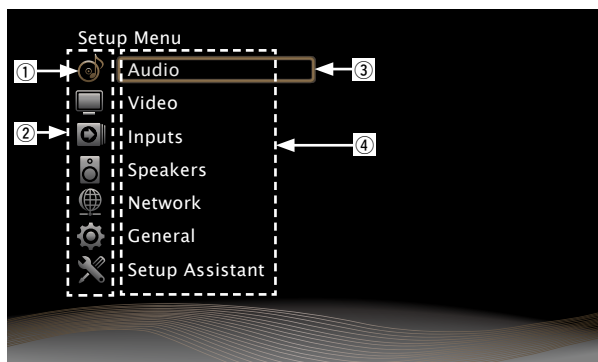 Setup Menu
① Audio ③
Video
② Inputs ④
Speakers
Network
General
Setup Assistant